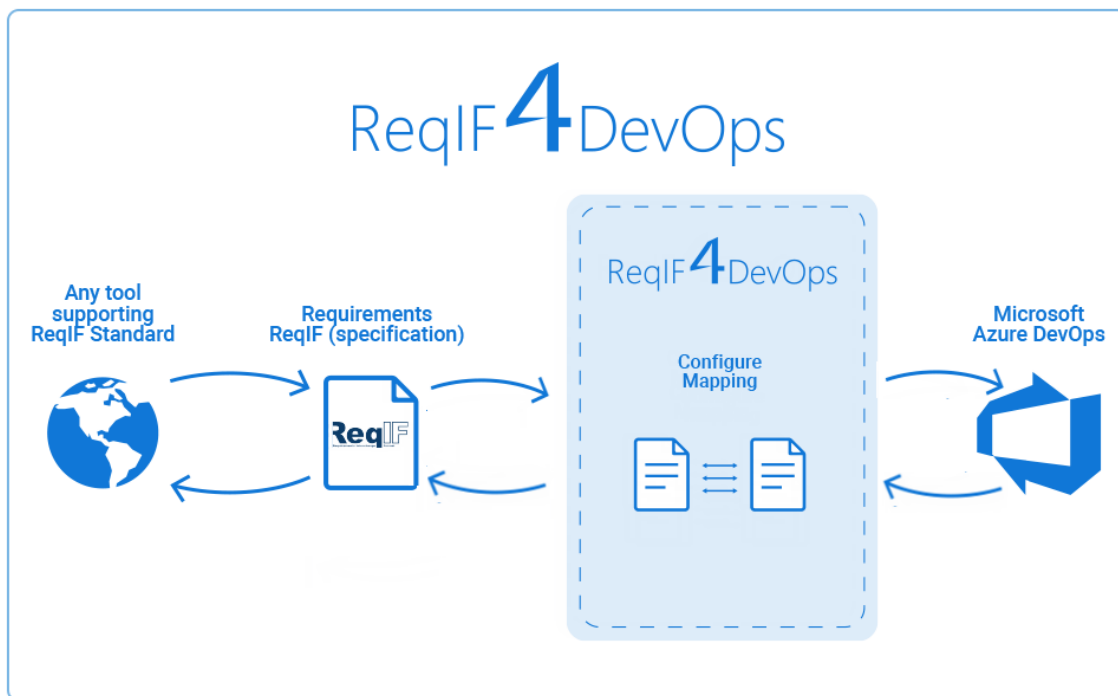 ReqIF4DevOps
ReqIF4DevOps
Any tool
supporting
ReqIF Standard
Requirements
ReqIF (specification)
Configure
Mapping
Microsoft
Azure DevOps
ReqIF